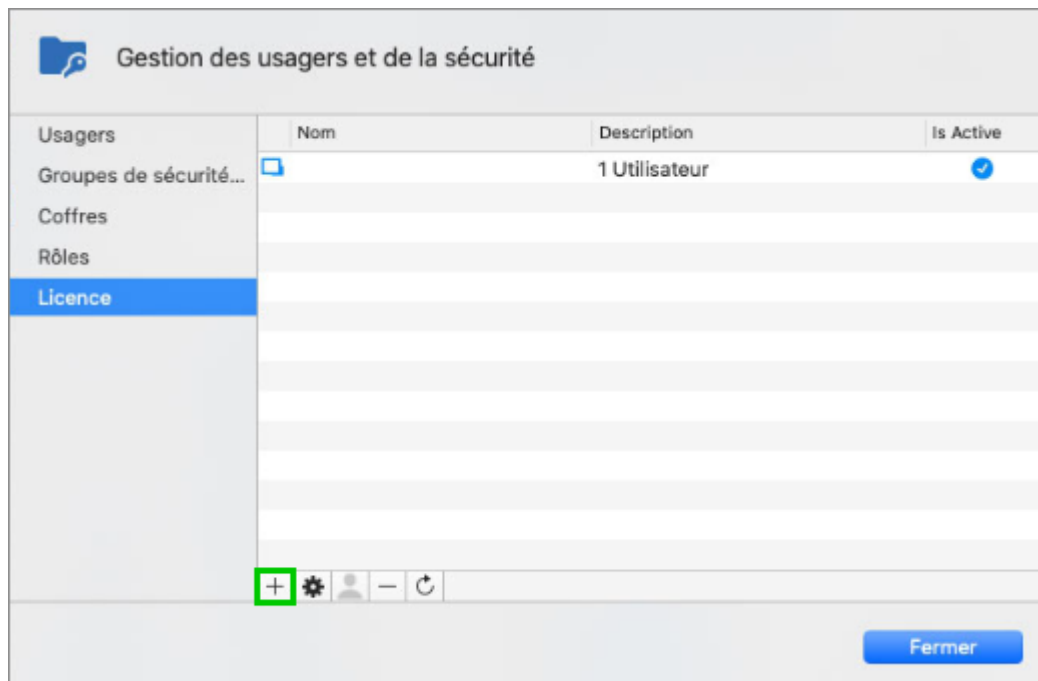 Gestion des usagers et de la sécurité
Usagers
Groupes de sécurité...
Coffres
Rôles
Licence
Nom Description Is Active
1 Utilisateur
Fermer